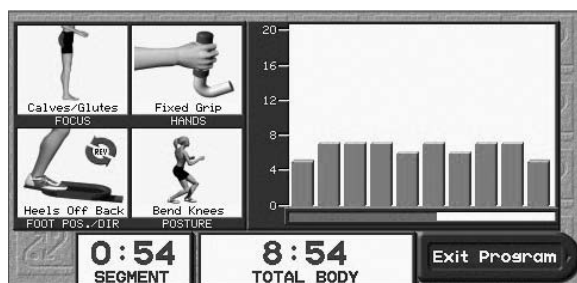 Calves/Glutes
FOCUS
Fixed Grip
HANDS
REV
Heels Off Back
FOOT POS./DIR
Bend Knees
POSTURE
20
16
12
8
4
0
0:54
SEGMENT
8:54
TOTAL BODY
Exit Program